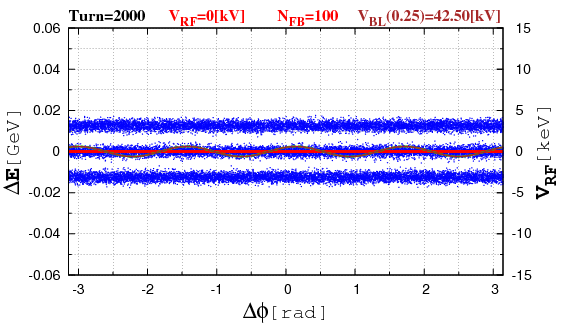 Turn=2000 V_RF=0[kV] N_FB=100 V_BL(0.25)=42.50[kV]
0.06 15
0.04 10
0.02 5
0 0
-0.02 -5
-0.04 -10
-0.06 -15
ΔE[GeV]
V_RF[keV]
-3 -2 -1 0 1 2 3
Δϕ[rad]